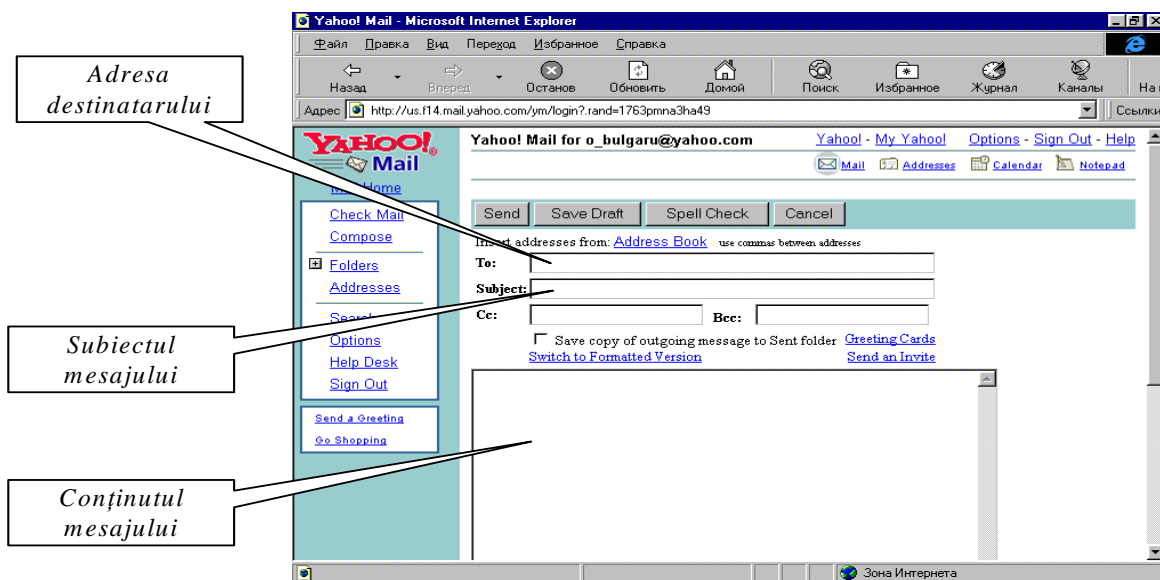 Yahoo! Mail - Microsoft Internet Explorer
Файл Правка Вид Переход Избранное Справка
Назад Вперед Останов Обновить Домой Поиск Избранное Журнал Каналы На
Адрес http://us.f14.mail.yahoo.com/ym/login?.rand=1763pmna3ha49 Ссылки
Adresa
destinatarului
YAHOO! Mail
Yahoo! Mail for o_bulgaru@yahoo.com Yahoo! - My Yahoo! Options - Sign Out - Help
Mail Addresses Calendar Notepad
Home
Check Mail
Compose
Folders
Addresses
Search
Options
Help Desk
Sign Out
Send a Greeting
Go Shopping
Send Save Draft Spell Check Cancel
Insert addresses from: Address Book use commas between addresses
To:
Subject:
Cc: Bcc:
Save copy of outgoing message to Sent folder Greeting Cards
Switch to Formatted Version Send an Invite
Subiectul
mesajului
Conținutul
mesajului
Зона Интернета